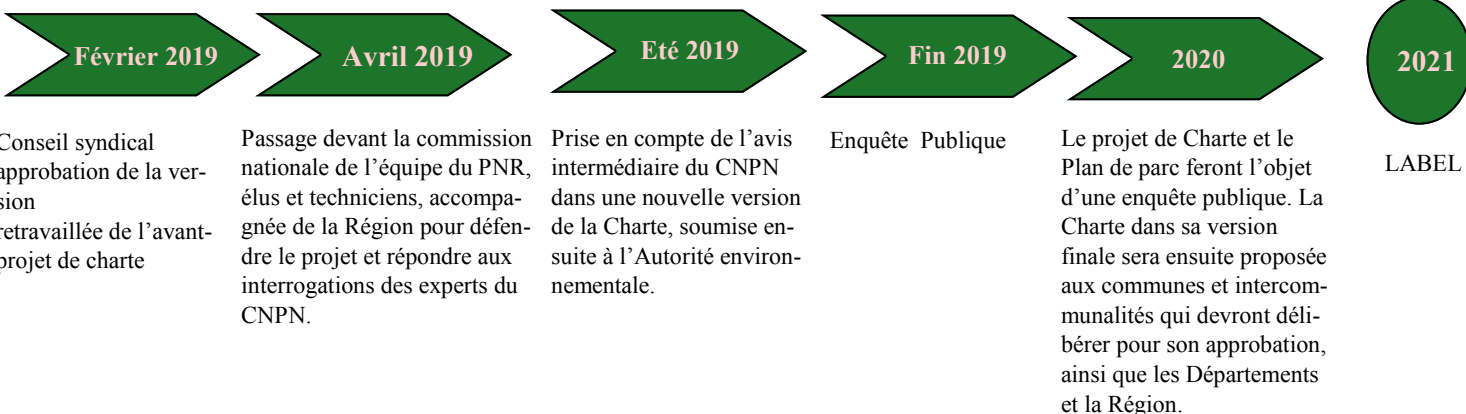 Février 2019
Avril 2019
Eté 2019
Fin 2019
2020
2021
Conseil syndical
approbation de la ver-
sion
retravaillée de l'avant-
projet de charte
Passage devant la commission
nationale de l'équipe du PNR,
élus et techniciens, accompa-
gnée de la Région pour défen-
dre le projet et répondre aux
interrogations des experts du
CNPN.
Prise en compte de l'avis
intermédiaire du CNPN
dans une nouvelle version
de la Charte, soumise en-
suite à l'Autorité environ-
nementale.
Enquête Publique
Le projet de Charte et le
Plan de parc feront l'objet
d'une enquête publique. La
Charte dans sa version
finale sera ensuite proposée
aux communes et intercom-
munalités qui devront déli-
bérer pour son approbation,
ainsi que les Départements
et la Région.
LABEL